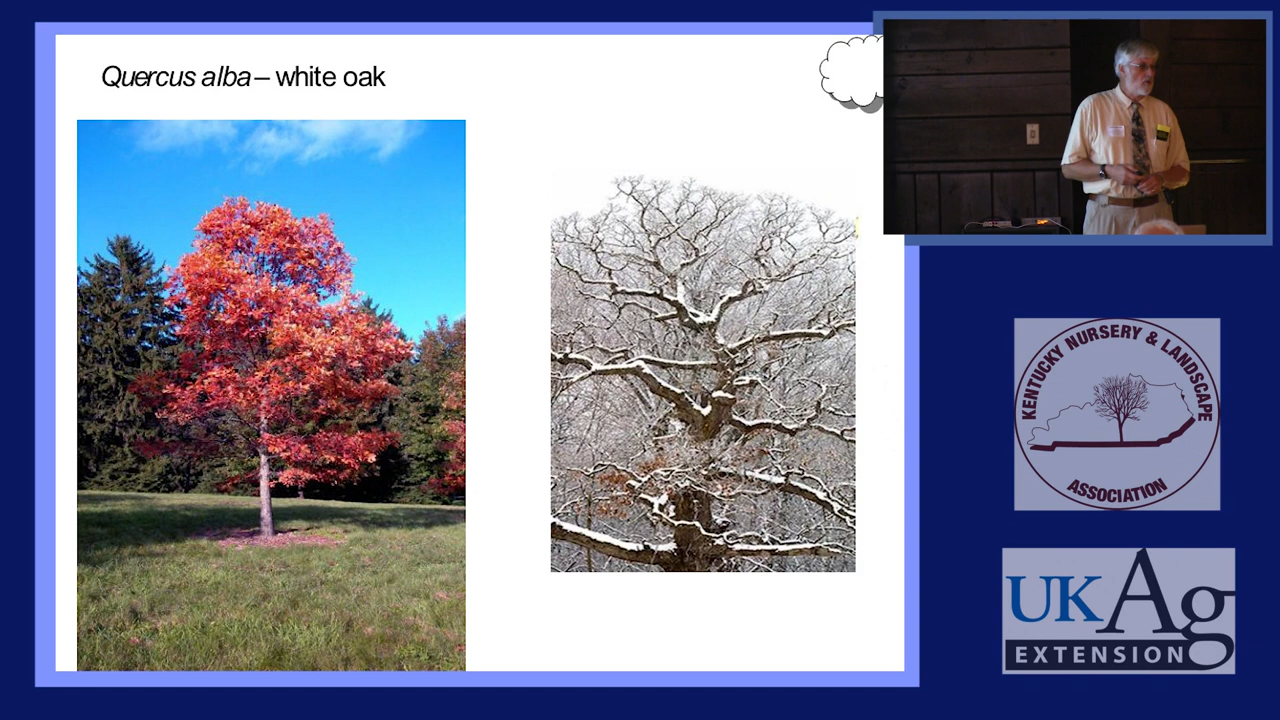 Quercus alba – white oak
KENTUCKY NURSERY & LANDSCAPE
ASSOCIATION
UKAg
EXTENSION